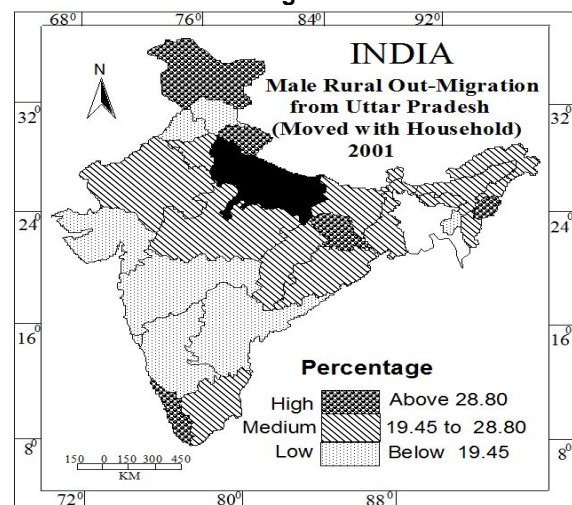 68⁰ 76⁰ 84⁰ 92⁰
INDIA
N
Male Rural Out-Migration
from Uttar Pradesh
(Moved with Household)
2001
32⁰ 32⁰
24⁰ 24⁰
16⁰ 16⁰
Percentage
High Above 28.80
Medium 19.45 to 28.80
Low Below 19.45
8⁰ 8⁰
150 0 150 300 450
KM
72⁰ 80⁰ 88⁰